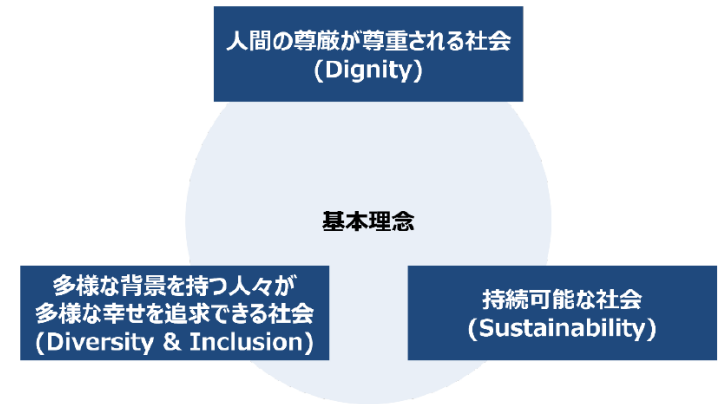 人間の尊厳が尊重される社会
(Dignity)
基本理念
多様な背景を持つ人々が
多様な幸せを追求できる社会
(Diversity & Inclusion)
持続可能な社会
(Sustainability)